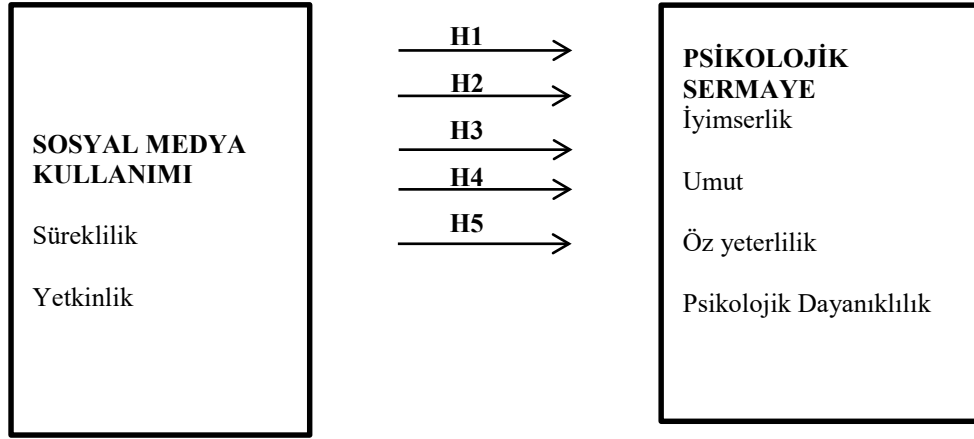 SOSYAL MEDYA
KULLANIMI
Süreklilik
Yetkinlik
H1
H2
H3
H4
H5
PSİKOLOJİK
SERMAYE
İyimserlik
Umut
Öz yeterlilik
Psikolojik Dayanıklılık